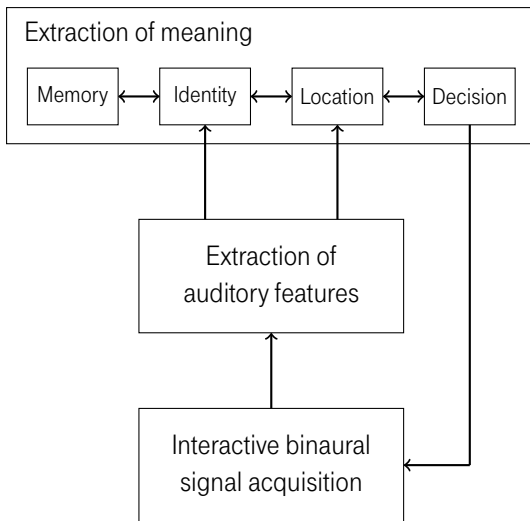 Extraction of meaning
Memory
Identity
Location
Decision
Extraction of
auditory features
Interactive binaural
signal acquisition